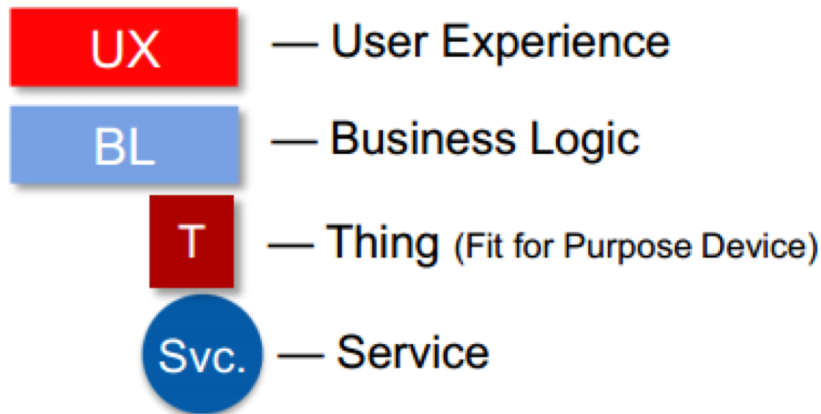 UX — User Experience
BL — Business Logic
T — Thing (Fit for Purpose Device)
Svc. — Service